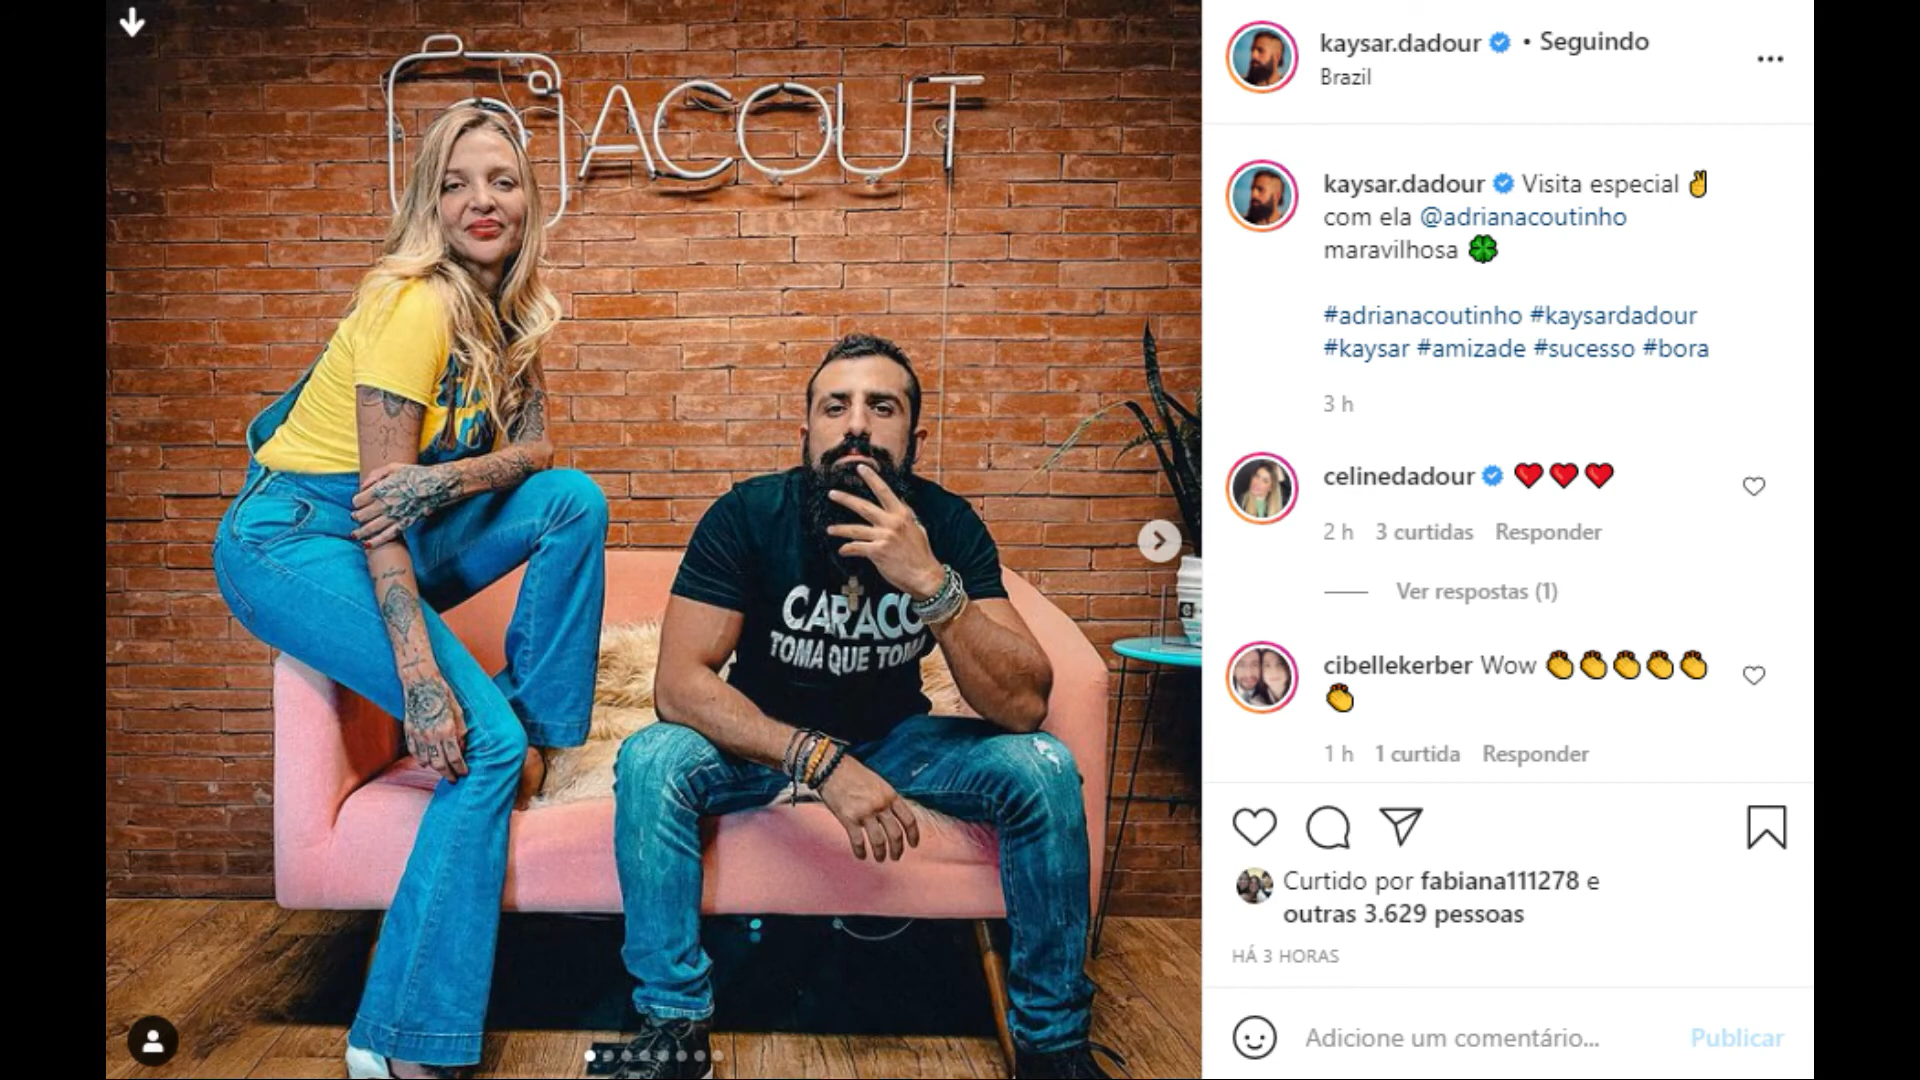 ACOUT
CARACO
TOMA QUE TOM
kaysar.dadour • Seguindo
Brazil
kaysar.dadour Visita especial ✌️
com ela @adrianacoutinho
maravilhosa 🍀
#adrianacoutinho #kaysardadour
#kaysar #amizade #sucesso #bora
3 h
celinedadour ❤️❤️❤️
2 h 3 curtidas Responder
Ver respostas (1)
cibellekerber Wow 👏👏👏👏👏
👏
1 h 1 curtida Responder
Curtido por fabiana111278 e
outras 3.629 pessoas
HÁ 3 HORAS
Adicione um comentário... Publicar